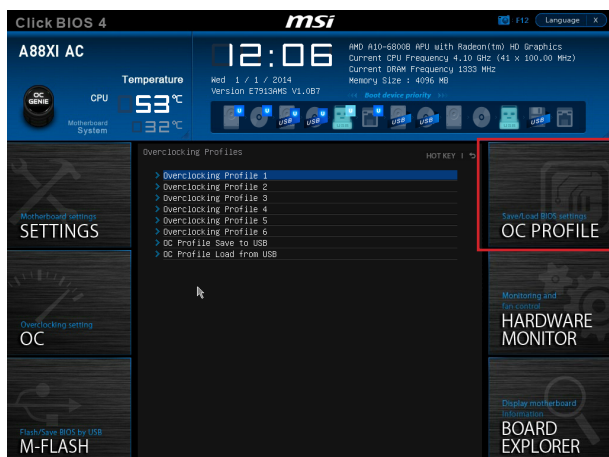 Click BIOS 4
msi
: F12
Language
X
A88XI AC
OC
GENIE
Temperature
CPU
53°C
Motherboard
System
32°C
12:06
Wed 1 / 1 / 2014
Version E7913AMS V1.0B7
AMD A10-6800B APU with Radeon(tm) HD Graphics
Current CPU Frequency 4.10 GHz (41 x 100.00 MHz)
Current DRAM Frequency 1333 MHz
Memory Size : 4096 MB
Boot device priority
USB
USB
USB
USB
USB
Motherboard settings
SETTINGS
Overclocking setting
OC
Flash/Save BIOS by USB
M-FLASH
Overclocking Profiles
HOT KEY
> Overclocking Profile 1
> Overclocking Profile 2
> Overclocking Profile 3
> Overclocking Profile 4
> Overclocking Profile 5
> Overclocking Profile 6
> OC Profile Save to USB
> OC Profile Load from USB
Save/Load BIOS settings
OC PROFILE
Monitoring and
fan control
HARDWARE
MONITOR
Display motherboard
information
BOARD
EXPLORER